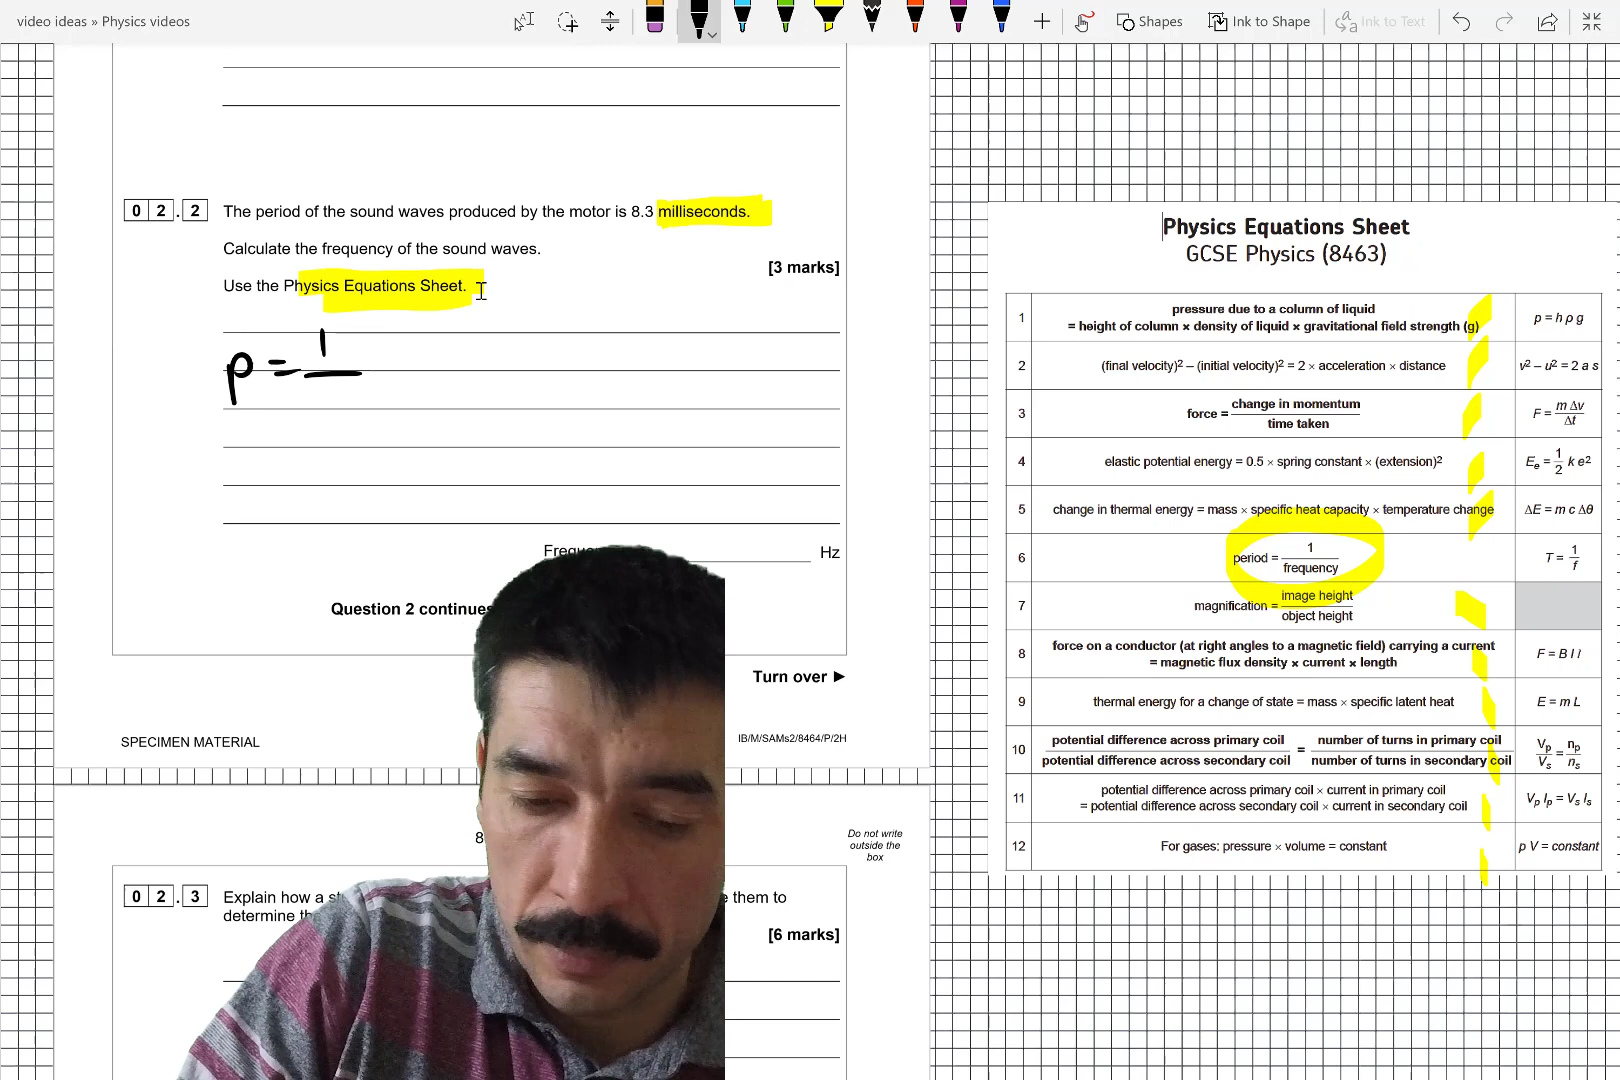 video ideas » Physics videos
Shapes
Ink to Shape
Ink to Text
0 2 . 2
The period of the sound waves produced by the motor is 8.3 milliseconds.
Calculate the frequency of the sound waves.
[3 marks]
Use the Physics Equations Sheet.
p = 1
Hz
Question 2 continues
Turn over ►
SPECIMEN MATERIAL
IB/M/SAMs2/8464/P/2H
8
Do not write
outside the
box
0 2 . 3
Explain how a
them to
determine
[6 marks]
Physics Equations Sheet
GCSE Physics (8463)
1
pressure due to a column of liquid
= height of column × density of liquid × gravitational field strength (g)
p = h ρ g
2
(final velocity)² – (initial velocity)² = 2 × acceleration × distance
v² – u² = 2 a s
3
force = change in momentum
time taken
F = m Δv
Δt
4
elastic potential energy = 0.5 × spring constant × (extension)²
Ee = 1
2 k e²
5
change in thermal energy = mass × specific heat capacity × temperature change
ΔE = m c Δθ
6
period = 1
frequency
T = 1
f
7
magnification = image height
object height
8
force on a conductor (at right angles to a magnetic field) carrying a current
= magnetic flux density × current × length
F = B I l
9
thermal energy for a change of state = mass × specific latent heat
E = m L
10
potential difference across primary coil = number of turns in primary coil
potential difference across secondary coil number of turns in secondary coil
Vp = np
Vs ns
11
potential difference across primary coil × current in primary coil
= potential difference across secondary coil × current in secondary coil
Vp Ip = Vs Is
12
For gases: pressure × volume = constant
p V = constant